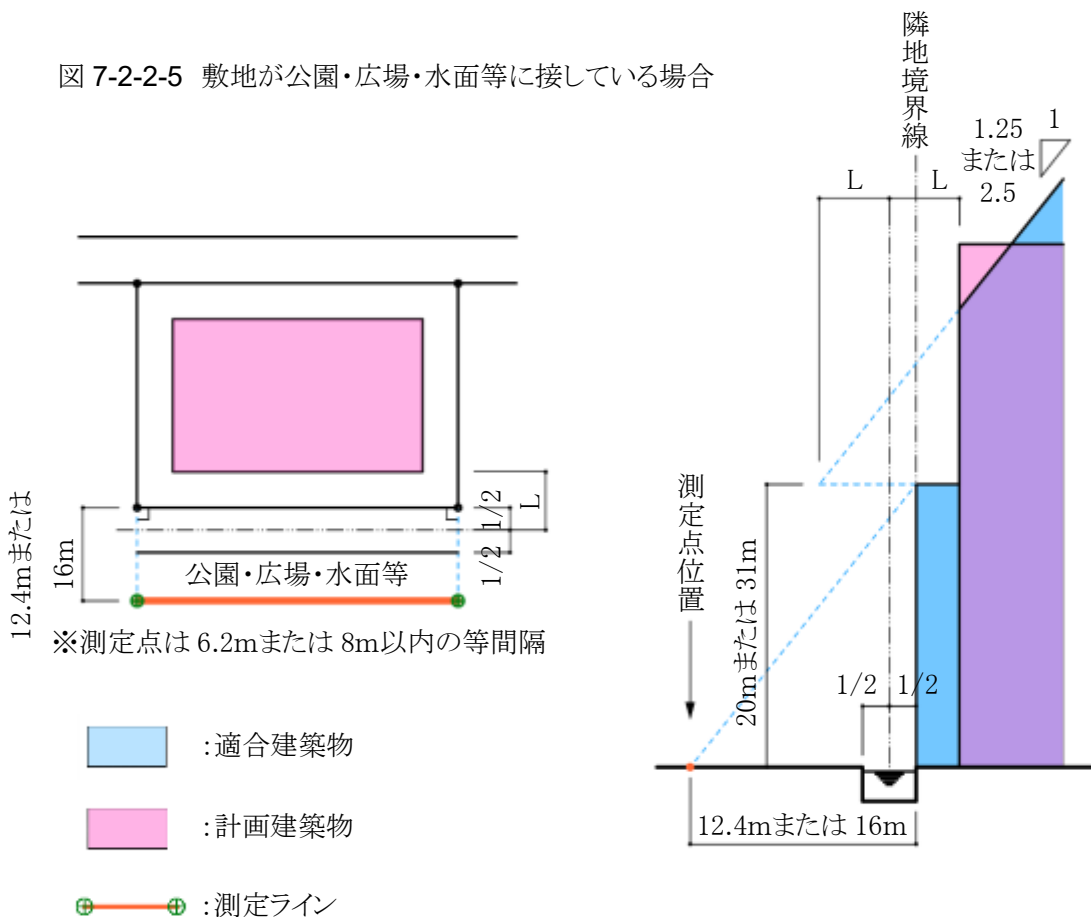 図 7-2-2-5 敷地が公園・広場・水面等に接している場合
12.4mまたは
16m
公園・広場・水面等
1/2
1/2
L
※測定点は 6.2mまたは 8m以内の等間隔
:適合建築物
:計画建築物
:測定ライン
隣地境界線
1.25
または
2.5
1
L
L
測定点位置
20mまたは 31m
1/2
1/2
12.4mまたは 16m